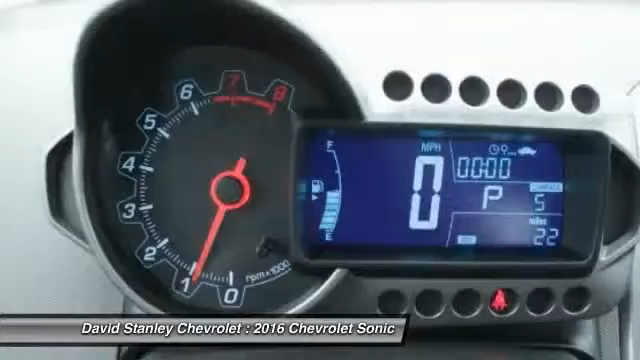 7
6
8
5
4
3
2
1
0
rpm x 1000
F
E
MPH
0
00:00
P
COMPASS
S
miles
22
David Stanley Chevrolet : 2016 Chevrolet Sonic